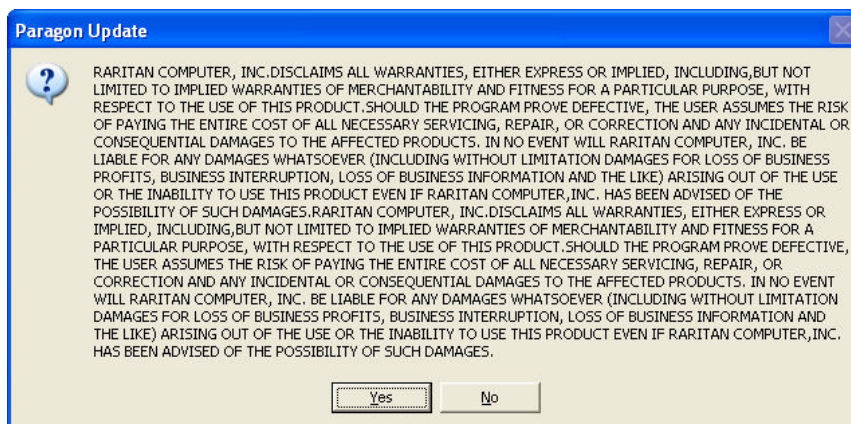 Paragon Update
RARITAN COMPUTER, INC.DISCLAIMS ALL WARRANTIES, EITHER EXPRESS OR IMPLIED, INCLUDING,BUT NOT
LIMITED TO IMPLIED WARRANTIES OF MERCHANTABILITY AND FITNESS FOR A PARTICULAR PURPOSE, WITH
RESPECT TO THE USE OF THIS PRODUCT.SHOULD THE PROGRAM PROVE DEFECTIVE, THE USER ASSUMES THE RISK
OF PAYING THE ENTIRE COST OF ALL NECESSARY SERVICING, REPAIR, OR CORRECTION AND ANY INCIDENTAL OR
CONSEQUENTIAL DAMAGES TO THE AFFECTED PRODUCTS. IN NO EVENT WILL RARITAN COMPUTER, INC. BE
LIABLE FOR ANY DAMAGES WHATSOEVER (INCLUDING WITHOUT LIMITATION DAMAGES FOR LOSS OF BUSINESS
PROFITS, BUSINESS INTERRUPTION, LOSS OF BUSINESS INFORMATION AND THE LIKE) ARISING OUT OF THE USE
OR THE INABILITY TO USE THIS PRODUCT EVEN IF RARITAN COMPUTER,INC. HAS BEEN ADVISED OF THE
POSSIBILITY OF SUCH DAMAGES.RARITAN COMPUTER, INC.DISCLAIMS ALL WARRANTIES, EITHER EXPRESS OR
IMPLIED, INCLUDING,BUT NOT LIMITED TO IMPLIED WARRANTIES OF MERCHANTABILITY AND FITNESS FOR A
PARTICULAR PURPOSE, WITH RESPECT TO THE USE OF THIS PRODUCT.SHOULD THE PROGRAM PROVE DEFECTIVE,
THE USER ASSUMES THE RISK OF PAYING THE ENTIRE COST OF ALL NECESSARY SERVICING, REPAIR, OR
CORRECTION AND ANY INCIDENTAL OR CONSEQUENTIAL DAMAGES TO THE AFFECTED PRODUCTS. IN NO EVENT
WILL RARITAN COMPUTER, INC. BE LIABLE FOR ANY DAMAGES WHATSOEVER (INCLUDING WITHOUT LIMITATION
DAMAGES FOR LOSS OF BUSINESS PROFITS, BUSINESS INTERRUPTION, LOSS OF BUSINESS INFORMATION AND
THE LIKE) ARISING OUT OF THE USE OR THE INABILITY TO USE THIS PRODUCT EVEN IF RARITAN COMPUTER,INC.
HAS BEEN ADVISED OF THE POSSIBILITY OF SUCH DAMAGES.
Yes No